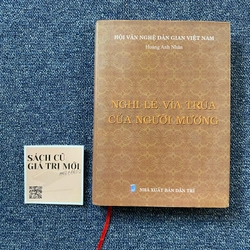 HỘI VĂN NGHỆ DÂN GIAN VIỆT NAM
Hoàng Anh Nhân
NGHI LỄ VÍA TRÙA
CỦA NGƯỜI MƯỜNG
NHÀ XUẤT BẢN DÂN TRÍ
SÁCH CŨ
GIÁ TRỊ MỚI